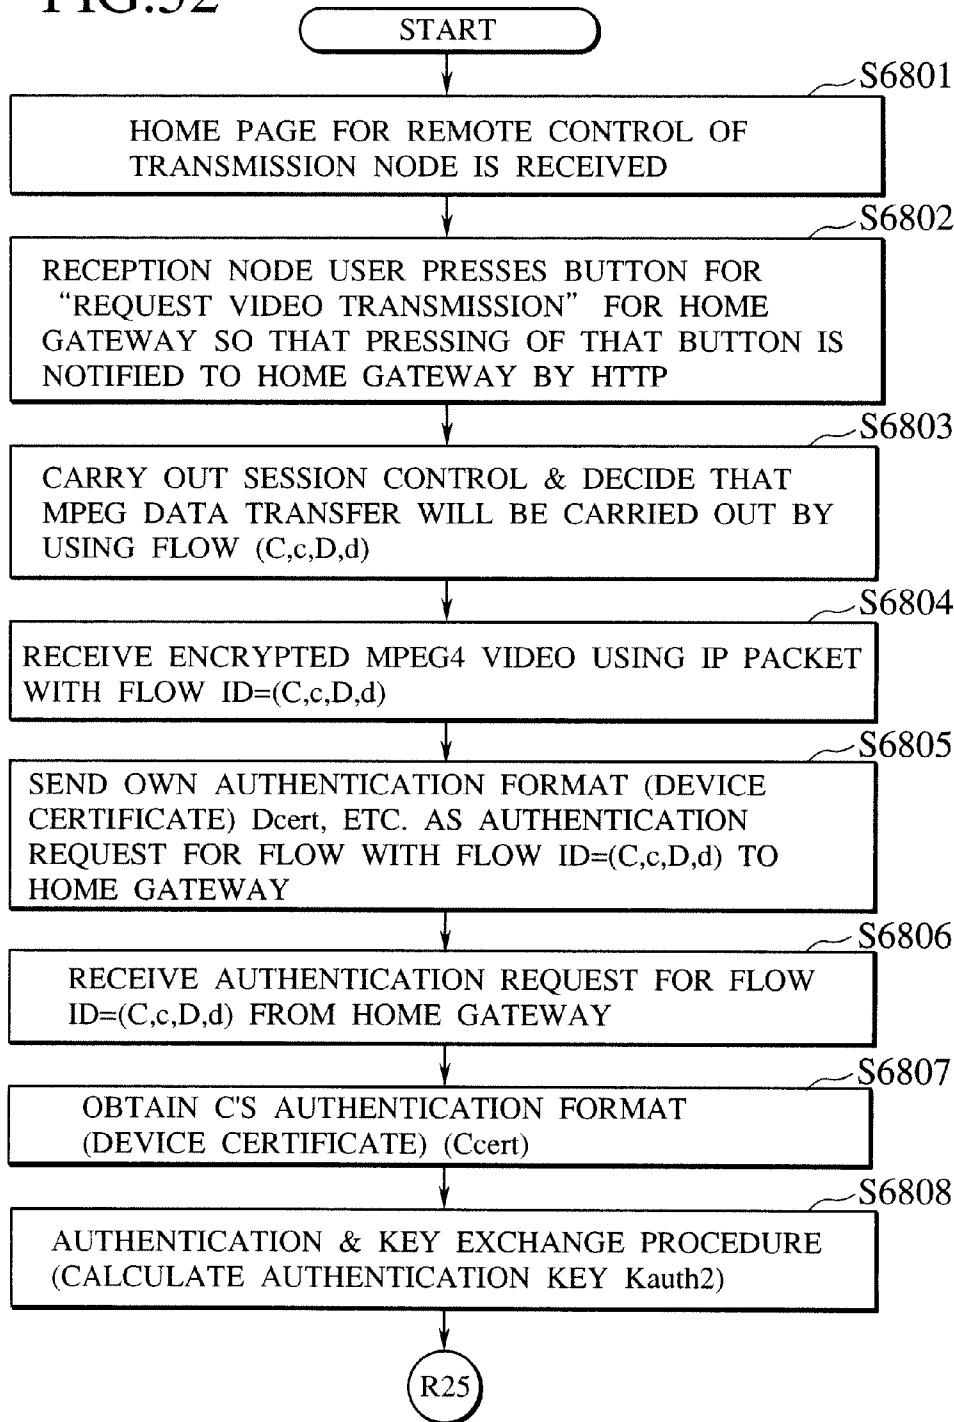 FIG.52
START
S6801
HOME PAGE FOR REMOTE CONTROL OF
TRANSMISSION NODE IS RECEIVED
S6802
RECEPTION NODE USER PRESSES BUTTON FOR
“REQUEST VIDEO TRANSMISSION” FOR HOME
GATEWAY SO THAT PRESSING OF THAT BUTTON IS
NOTIFIED TO HOME GATEWAY BY HTTP
S6803
CARRY OUT SESSION CONTROL & DECIDE THAT
MPEG DATA TRANSFER WILL BE CARRIED OUT BY
USING FLOW (C,c,D,d)
S6804
RECEIVE ENCRYPTED MPEG4 VIDEO USING IP PACKET
WITH FLOW ID=(C,c,D,d)
S6805
SEND OWN AUTHENTICATION FORMAT (DEVICE
CERTIFICATE) Dcert, ETC. AS AUTHENTICATION
REQUEST FOR FLOW WITH FLOW ID=(C,c,D,d) TO
HOME GATEWAY
S6806
RECEIVE AUTHENTICATION REQUEST FOR FLOW
ID=(C,c,D,d) FROM HOME GATEWAY
S6807
OBTAIN C'S AUTHENTICATION FORMAT
(DEVICE CERTIFICATE) (Ccert)
S6808
AUTHENTICATION & KEY EXCHANGE PROCEDURE
(CALCULATE AUTHENTICATION KEY Kauth2)
R25